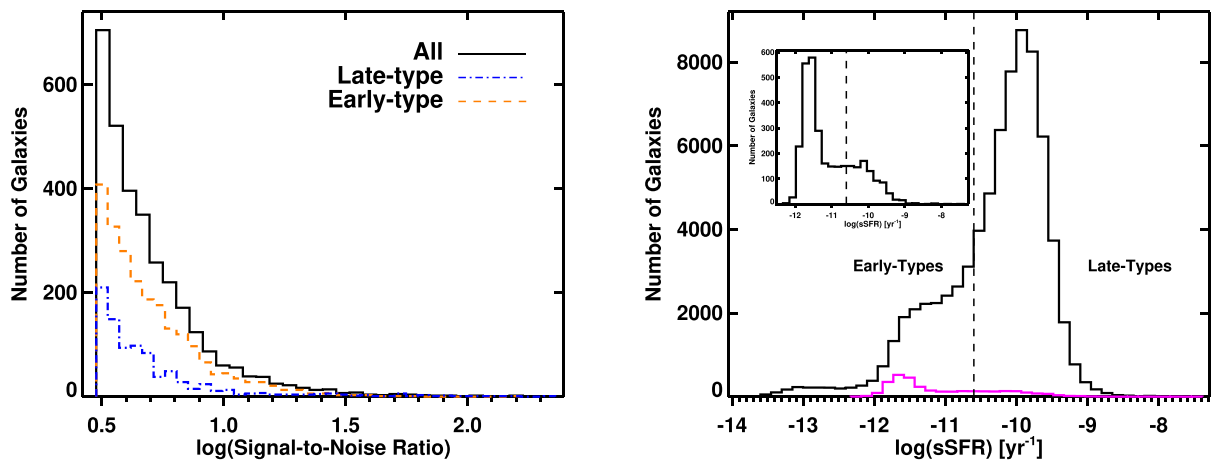 All
Late-type
Early-type
Number of Galaxies
600
400
200
0
0.5 1.0 1.5 2.0
log(Signal-to-Noise Ratio)
Number of Galaxies
8000
6000
4000
2000
0
Number of Galaxies
600
500
400
300
200
100
0
-12 -11 -10 -9 -8
log(sSFR) [yr⁻¹]
Early-Types
Late-Types
-14 -13 -12 -11 -10 -9 -8
log(sSFR) [yr⁻¹]